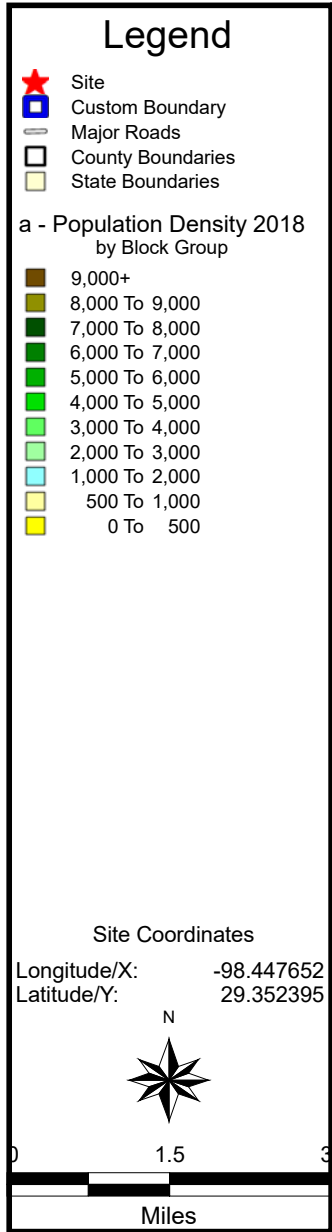 Legend
Site
Custom Boundary
Major Roads
County Boundaries
State Boundaries
a - Population Density 2018
by Block Group
9,000+
8,000 To 9,000
7,000 To 8,000
6,000 To 7,000
5,000 To 6,000
4,000 To 5,000
3,000 To 4,000
2,000 To 3,000
1,000 To 2,000
500 To 1,000
0 To 500
Site Coordinates
Longitude/X: -98.447652
Latitude/Y: 29.352395
N
0 1.5 3
Miles